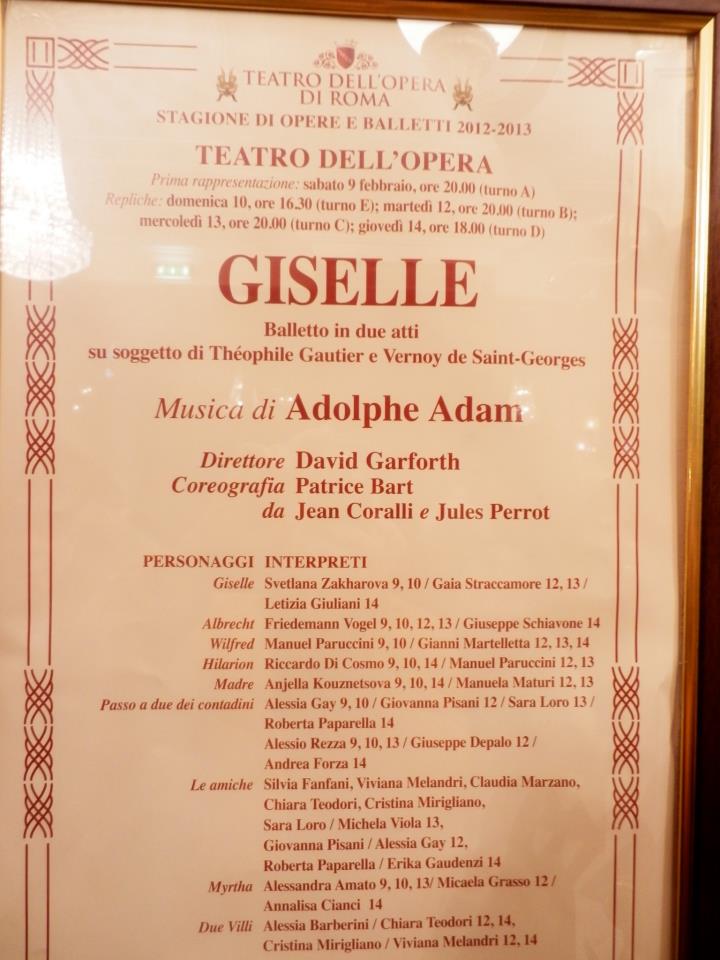 TEATRO DELL'OPERA
DI ROMA
STAGIONE DI OPERE E BALLETTI 2012-2013
TEATRO DELL'OPERA
Prima rappresentazione: sabato 9 febbraio, ore 20.00 (turno A)
Repliche: domenica 10, ore 16.30 (turno E); martedì 12, ore 20.00 (turno B);
mercoledì 13, ore 20.00 (turno C); giovedì 14, ore 18.00 (turno D)
GISELLE
Balletto in due atti
su soggetto di Théophile Gautier e Vernoy de Saint-Georges
Musica di Adolphe Adam
Direttore David Garforth
Coreografia Patrice Bart
da Jean Coralli e Jules Perrot
PERSONAGGI INTERPRETI
Giselle Svetlana Zakharova 9, 10 / Gaia Straccamore 12, 13 /
Letizia Giuliani 14
Albrecht Friedemann Vogel 9, 10, 12, 13 / Giuseppe Schiavone 14
Wilfred Manuel Paruccini 9, 10 / Gianni Martelletta 12, 13, 14
Hilarion Riccardo Di Cosmo 9, 10, 14 / Manuel Paruccini 12, 13
Madre Anjella Kouznetsova 9, 10, 14 / Manuela Maturi 12, 13
Passo a due dei contadini Alessia Gay 9, 10 / Giovanna Pisani 12 / Sara Loro 13 /
Roberta Paparella 14
Alessio Rezza 9, 10, 13 / Giuseppe Depalo 12 /
Andrea Forza 14
Le amiche Silvia Fanfani, Viviana Melandri, Claudia Marzano,
Chiara Teodori, Cristina Mirigliano,
Sara Loro / Michela Viola 13,
Giovanna Pisani / Alessia Gay 12,
Roberta Paparella / Erika Gaudenzi 14
Myrtha Alessandra Amato 9, 10, 13/ Micaela Grasso 12 /
Annalisa Cianci 14
Due Villi Alessia Barberini / Chiara Teodori 12, 14,
Cristina Mirigliano / Viviana Melandri 12, 14